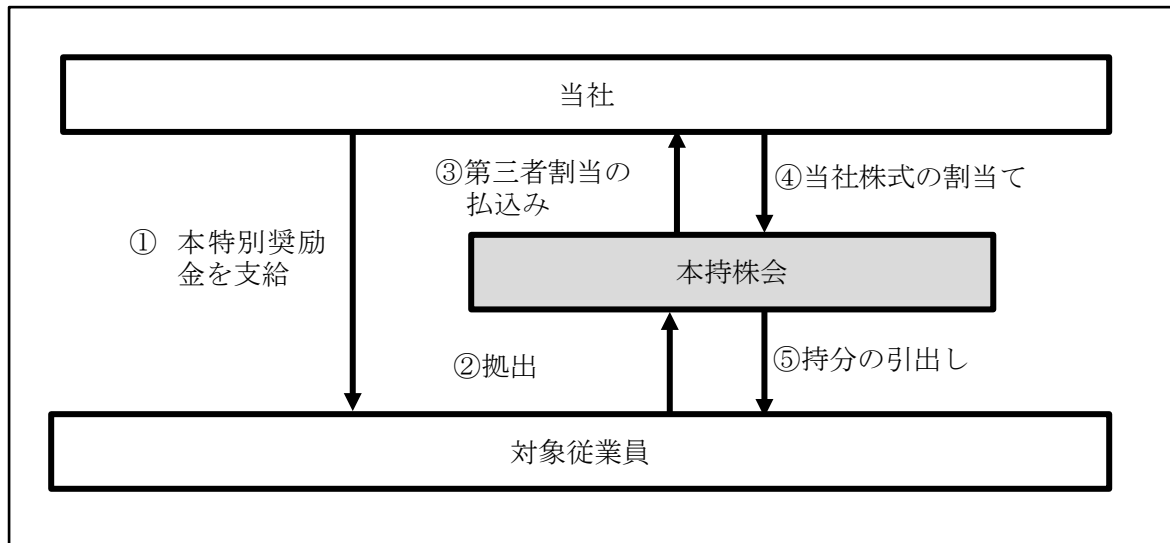 当社
③第三者割当の
払込み
④当社株式の割当て
① 本特別奨励
金を支給
本持株会
②拠出
⑤持分の引出し
対象従業員